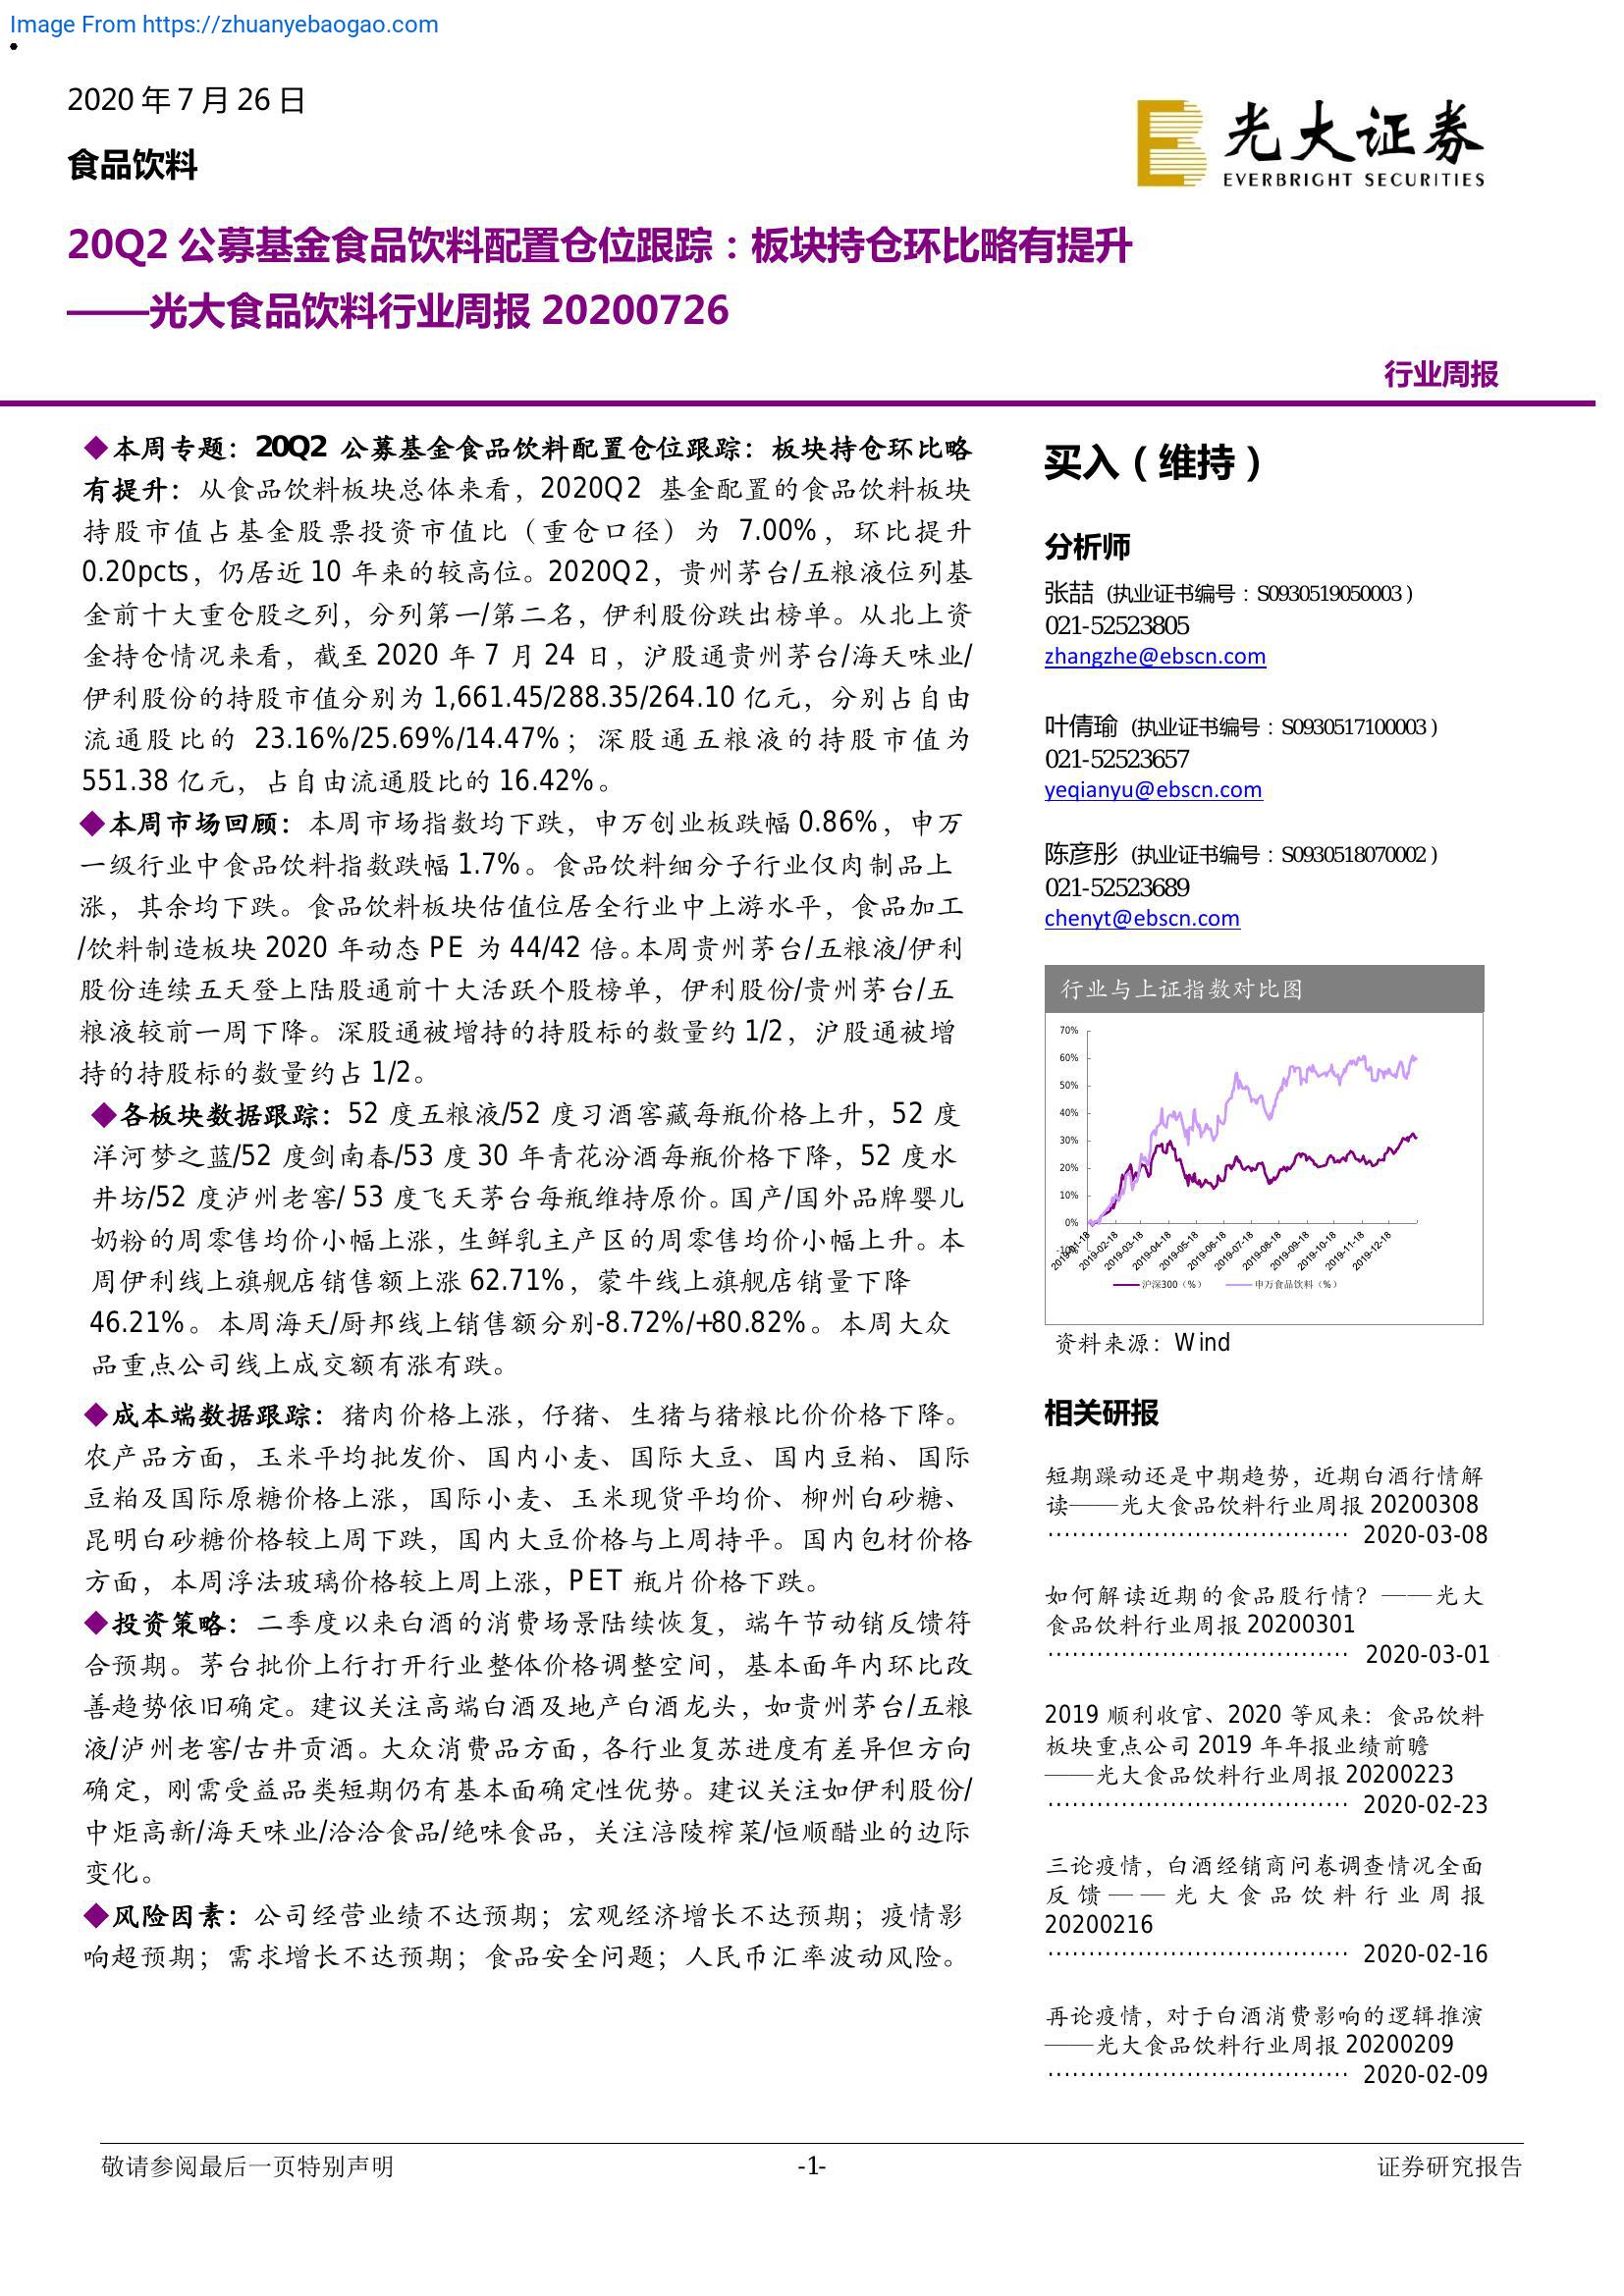 Image From https://zhuanyebaogao.com
2020 年 7 月 26 日
食品饮料
光大证券
EVERBRIGHT SECURITIES
20Q2 公募基金食品饮料配置仓位跟踪：板块持仓环比略有提升
——光大食品饮料行业周报 20200726
行业周报
◆本周专题：20Q2 公募基金食品饮料配置仓位跟踪：板块持仓环比略
有提升：从食品饮料板块总体来看，2020Q2 基金配置的食品饮料板块
持股市值占基金股票投资市值比（重仓口径）为 7.00%，环比提升
0.20pcts，仍居近 10 年来的较高位。2020Q2，贵州茅台/五粮液位列基
金前十大重仓股之列，分列第一/第二名，伊利股份跌出榜单。从北上资
金持仓情况来看，截至 2020 年 7 月 24 日，沪股通贵州茅台/海天味业/
伊利股份的持股市值分别为 1,661.45/288.35/264.10 亿元，分别占自由
流通股比的 23.16%/25.69%/14.47%；深股通五粮液的持股市值为
551.38 亿元，占自由流通股比的 16.42%。
◆本周市场回顾：本周市场指数均下跌，申万创业板跌幅 0.86%，申万
一级行业中食品饮料指数跌幅 1.7%。食品饮料细分子行业仅肉制品上
涨，其余均下跌。食品饮料板块估值位居全行业中上游水平，食品加工
/饮料制造板块 2020 年动态 PE 为 44/42 倍。本周贵州茅台/五粮液/伊利
股份连续五天登上陆股通前十大活跃个股榜单，伊利股份/贵州茅台/五
粮液较前一周下降。深股通被增持的持股标的数量约 1/2，沪股通被增
持的持股标的数量约占 1/2。
◆各板块数据跟踪：52 度五粮液/52 度习酒窖藏每瓶价格上升，52 度
洋河梦之蓝/52 度剑南春/53 度 30 年青花汾酒每瓶价格下降，52 度水
井坊/52 度泸州老窖/ 53 度飞天茅台每瓶维持原价。国产/国外品牌婴儿
奶粉的周零售均价小幅上涨，生鲜乳主产区的周零售均价小幅上升。本
周伊利线上旗舰店销售额上涨 62.71%，蒙牛线上旗舰店销量下降
46.21%。本周海天/厨邦线上销售额分别-8.72%/+80.82%。本周大众
品重点公司线上成交额有涨有跌。
◆成本端数据跟踪：猪肉价格上涨，仔猪、生猪与猪粮比价价格下降。
农产品方面，玉米平均批发价、国内小麦、国际大豆、国内豆粕、国际
豆粕及国际原糖价格上涨，国际小麦、玉米现货平均价、柳州白砂糖、
昆明白砂糖价格较上周下跌，国内大豆价格与上周持平。国内包材价格
方面，本周浮法玻璃价格较上周上涨，PET 瓶片价格下跌。
◆投资策略：二季度以来白酒的消费场景陆续恢复，端午节动销反馈符
合预期。茅台批价上行打开行业整体价格调整空间，基本面年内环比改
善趋势依旧确定。建议关注高端白酒及地产白酒龙头，如贵州茅台/五粮
液/泸州老窖/古井贡酒。大众消费品方面，各行业复苏进度有差异但方向
确定，刚需受益品类短期仍有基本面确定性优势。建议关注如伊利股份/
中炬高新/海天味业/洽洽食品/绝味食品，关注涪陵榨菜/恒顺醋业的边际
变化。
◆风险因素：公司经营业绩不达预期；宏观经济增长不达预期；疫情影
响超预期；需求增长不达预期；食品安全问题；人民币汇率波动风险。
买入（维持）
分析师
张喆 (执业证书编号：S0930519050003 )
021-52523805
zhangzhe@ebscn.com
叶倩瑜 (执业证书编号：S0930517100003 )
021-52523657
yeqianyu@ebscn.com
陈彦彤 (执业证书编号：S0930518070002 )
021-52523689
chenyt@ebscn.com
行业与上证指数对比图
70%
60%
50%
40%
30%
20%
10%
0%
-10%
2019-01-18 2019-02-18 2019-03-18 2019-04-18 2019-05-18 2019-06-18 2019-07-18 2019-08-18 2019-09-18 2019-10-18 2019-11-18 2019-12-18
沪深300（%） 申万食品饮料（%）
资料来源：Wind
相关研报
短期躁动还是中期趋势，近期白酒行情解
读——光大食品饮料行业周报 20200308
····································· 2020-03-08
如何解读近期的食品股行情？——光大
食品饮料行业周报 20200301
····································· 2020-03-01
2019 顺利收官、2020 等风来：食品饮料
板块重点公司 2019 年年报业绩前瞻
——光大食品饮料行业周报 20200223
····································· 2020-02-23
三论疫情，白酒经销商问卷调查情况全面
反馈——光大食品饮料行业周报
20200216
····································· 2020-02-16
再论疫情，对于白酒消费影响的逻辑推演
——光大食品饮料行业周报 20200209
····································· 2020-02-09
敬请参阅最后一页特别声明
-1-
证券研究报告